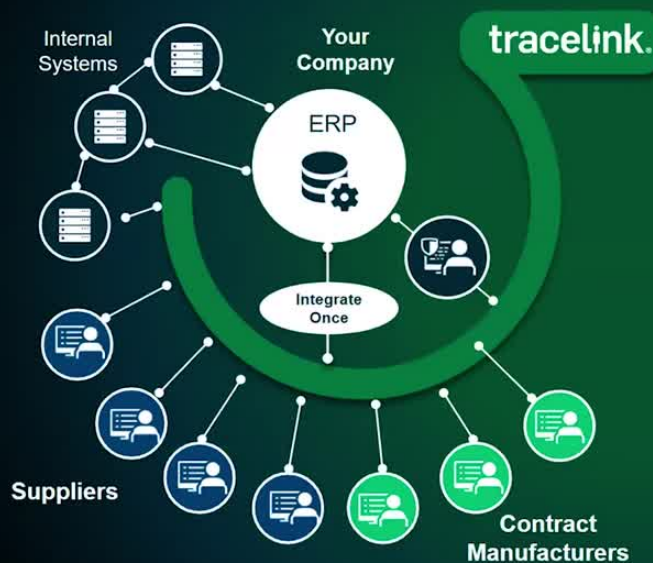 Internal
Systems
Your
Company
tracelink.
ERP
Integrate
Once
Suppliers
Contract
Manufacturers